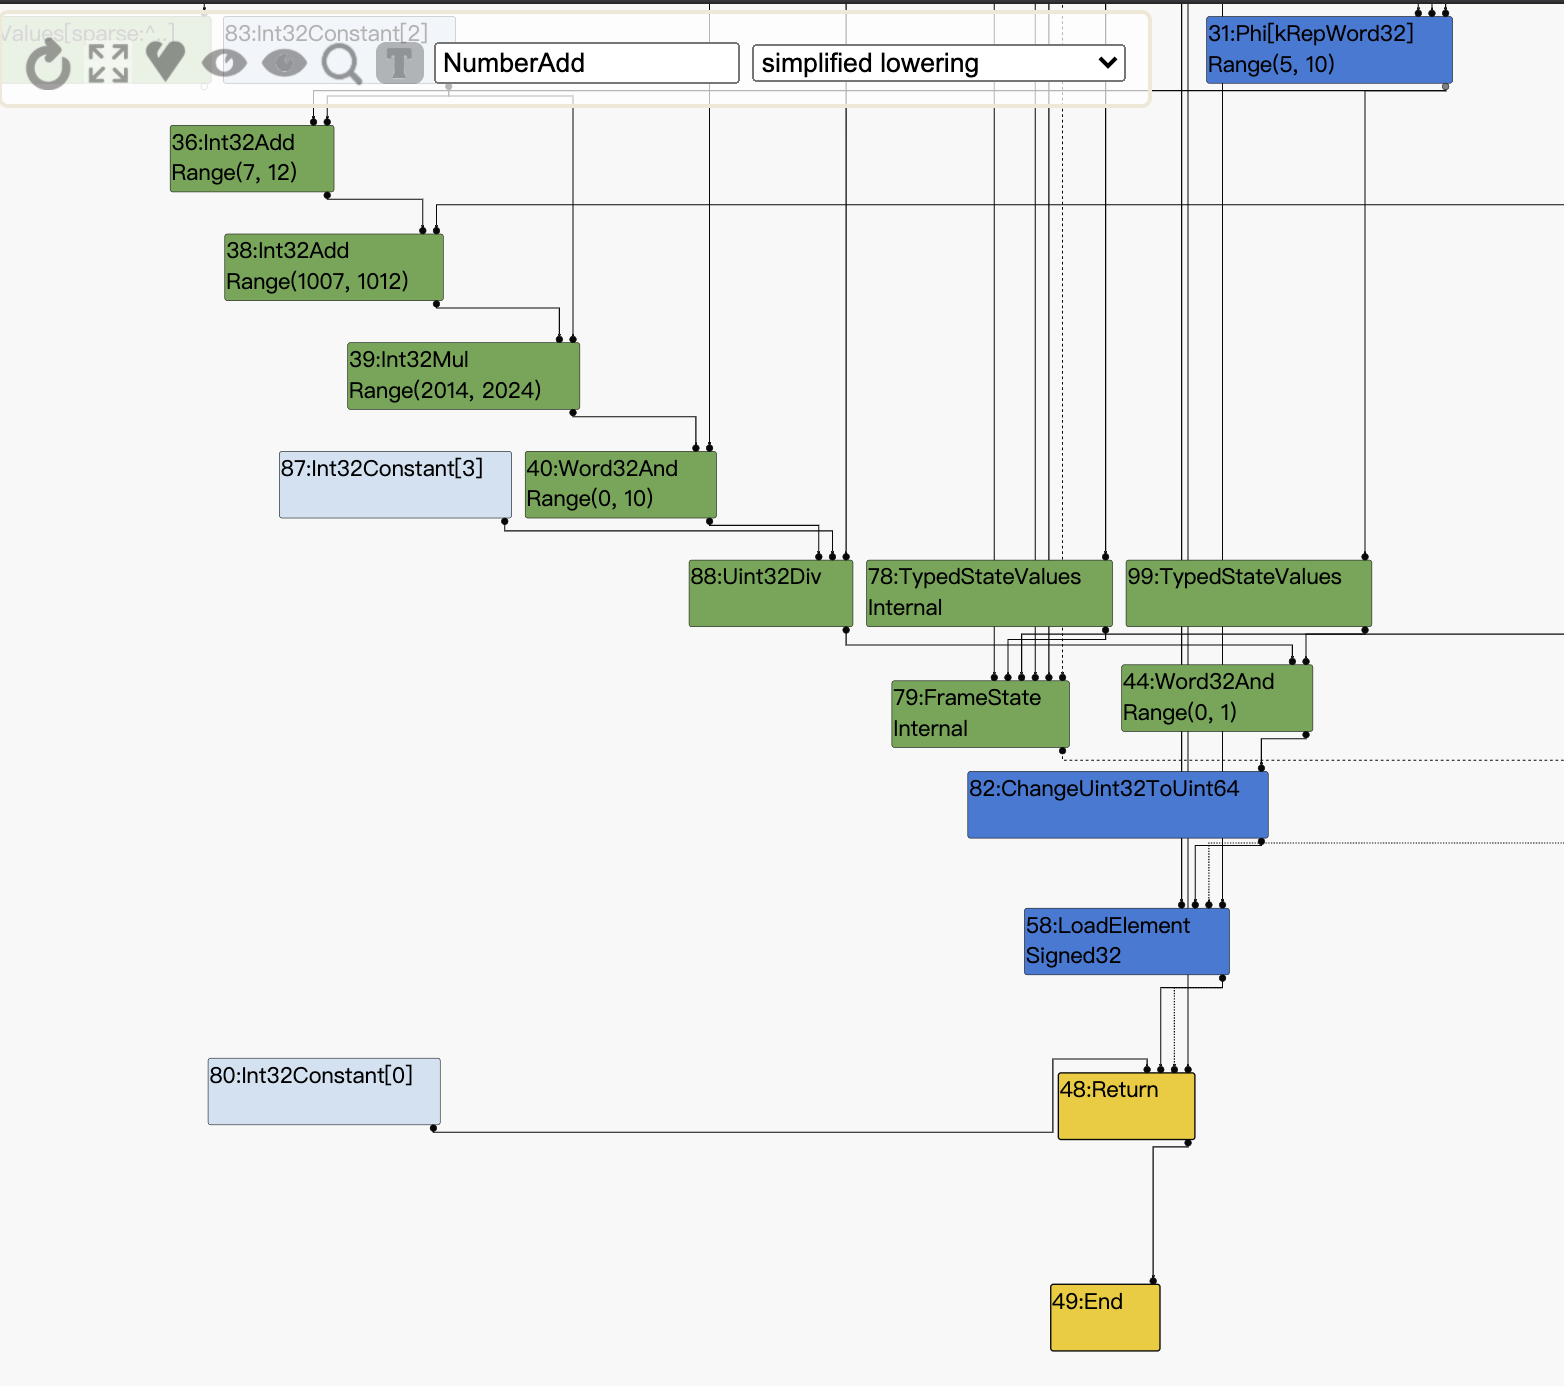 Values[sparse:^..]
83:Int32Constant[2]
T
NumberAdd
simplified lowering
31:Phi[kRepWord32]
Range(5, 10)
36:Int32Add
Range(7, 12)
38:Int32Add
Range(1007, 1012)
39:Int32Mul
Range(2014, 2024)
87:Int32Constant[3]
40:Word32And
Range(0, 10)
88:Uint32Div
78:TypedStateValues
Internal
99:TypedStateValues
79:FrameState
Internal
44:Word32And
Range(0, 1)
82:ChangeUint32ToUint64
58:LoadElement
Signed32
80:Int32Constant[0]
48:Return
49:End